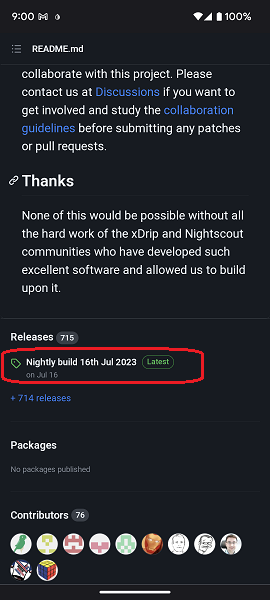 9:00
100%
README.md
collaborate with this project. Please
contact us at Discussions if you want to
get involved and study the collaboration
guidelines before submitting any patches
or pull requests.
Thanks
None of this would be possible without all
the hard work of the xDrip and Nightscout
communities who have developed such
excellent software and allowed us to build
upon it.
Releases 715
Nightly build 16th Jul 2023 Latest
on Jul 16
+ 714 releases
Packages
No packages published
Contributors 76